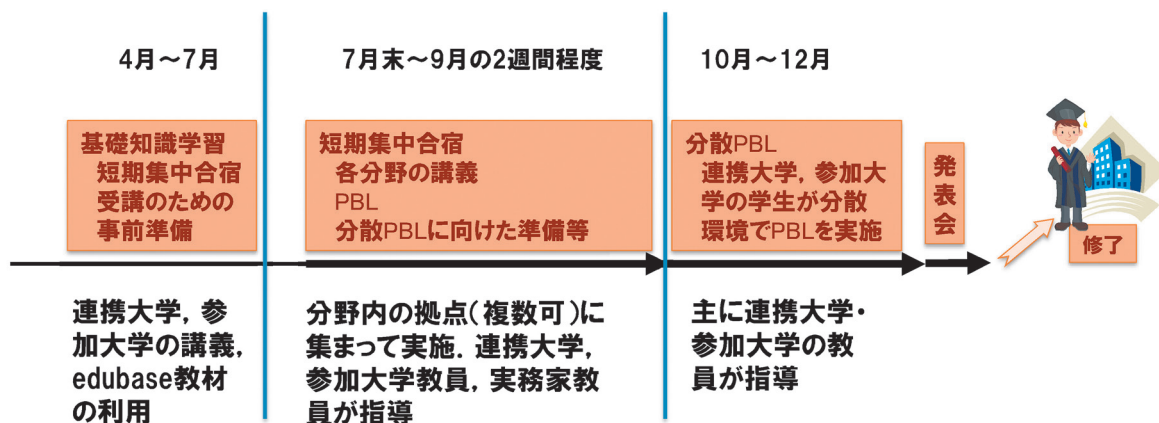 4月～7月
7月末～9月の2週間程度
10月～12月
基礎知識学習
短期集中合宿
受講のための
事前準備
短期集中合宿
各分野の講義
PBL
分散PBLに向けた準備等
分散PBL
連携大学，参加大
学の学生が分散
環境でPBLを実施
発表会
修了
連携大学，参
加大学の講義，
edubase教材
の利用
分野内の拠点（複数可）に
集まって実施．連携大学，
参加大学教員，実務家教
員が指導
主に連携大学・
参加大学の教
員が指導